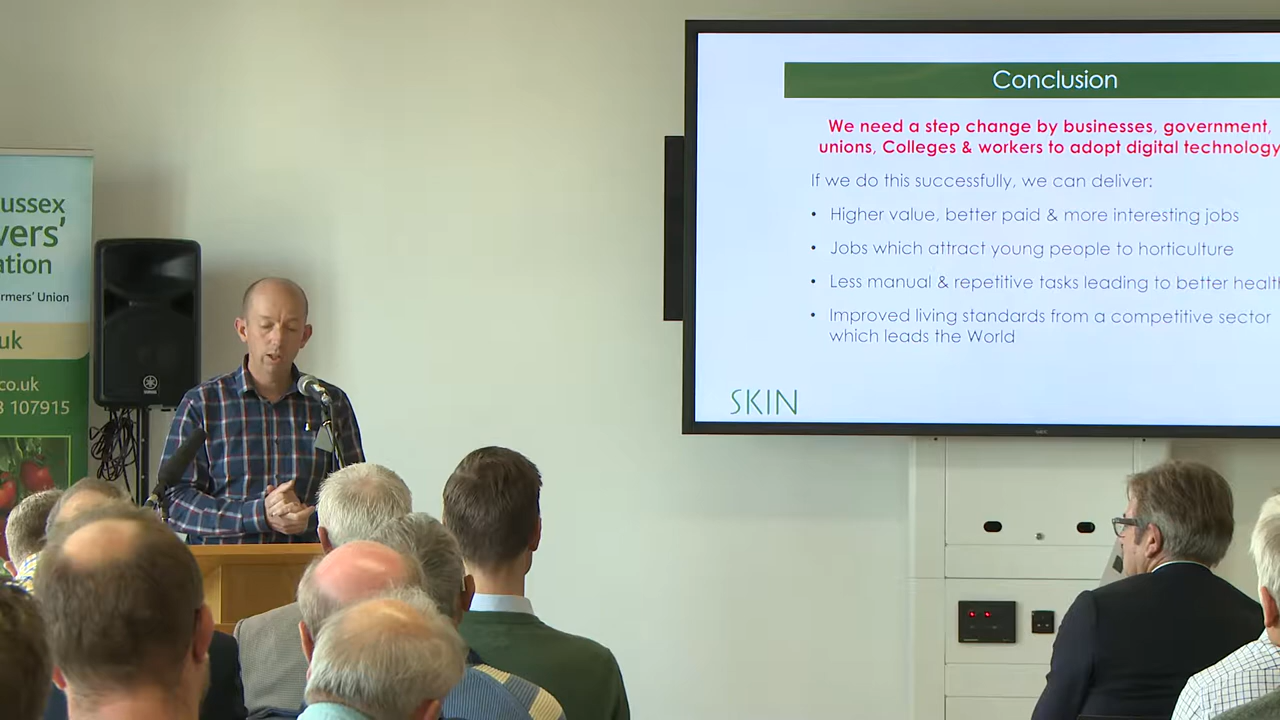 ussex
vers'
ation
rmers' Union
uk
co.uk
8 107915
Conclusion
We need a step change by businesses, government,
unions, Colleges & workers to adopt digital technology
If we do this successfully, we can deliver:
• Higher value, better paid & more interesting jobs
• Jobs which attract young people to horticulture
• Less manual & repetitive tasks leading to better health
• Improved living standards from a competitive sector
which leads the World
SKIN